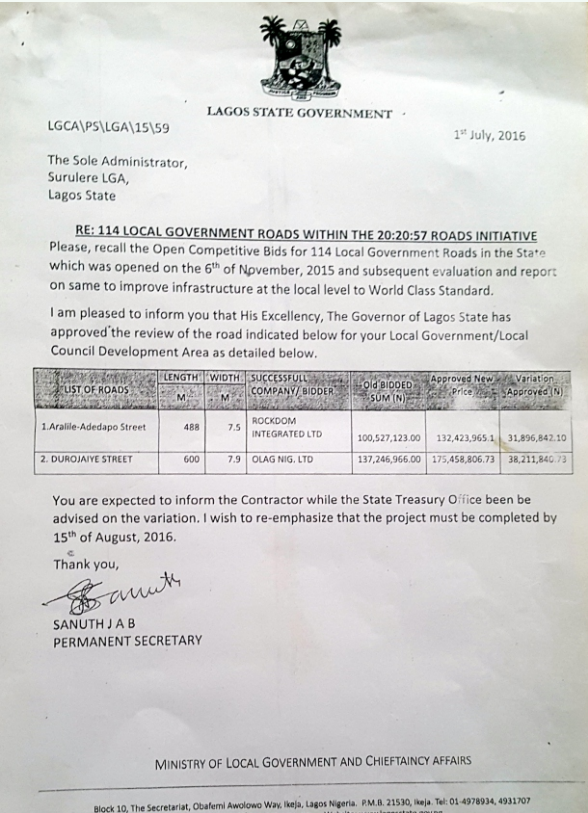 LAGOS STATE GOVERNMENT
LGCA\PS\LGA\15\59
1st July, 2016
The Sole Administrator,
Surulere LGA,
Lagos State
RE: 114 LOCAL GOVERNMENT ROADS WITHIN THE 20:20:57 ROADS INITIATIVE
Please, recall the Open Competitive Bids for 114 Local Government Roads in the State
which was opened on the 6th of November, 2015 and subsequent evaluation and report
on same to improve infrastructure at the local level to World Class Standard.
I am pleased to inform you that His Excellency, The Governor of Lagos State has
approved the review of the road indicated below for your Local Government/Local
Council Development Area as detailed below.
LIST OF ROADS LENGTH M WIDTH M SUCCESSFULL COMPANY/ BIDDER Old BIDDED SUM (N) Approved New Price Variation Approved (N)
1.Aralile-Adedapo Street 488 7.5 ROCKDOM INTEGRATED LTD 100,527,123.00 132,423,965.1 31,896,842.10
2. DUROJAIYE STREET 600 7.9 OLAG NIG. LTD 137,246,966.00 175,458,806.73 38,211,840.73
You are expected to inform the Contractor while the State Treasury Office been be
advised on the variation. I wish to re-emphasize that the project must be completed by
15th of August, 2016.
Thank you,
Sanuth
SANUTH J A B
PERMANENT SECRETARY
MINISTRY OF LOCAL GOVERNMENT AND CHIEFTAINCY AFFAIRS
Block 10, The Secretariat, Obafemi Awolowo Way, Ikeja, Lagos Nigeria. P.M.B. 21530, Ikeja. Tel: 01-4978934, 4931707